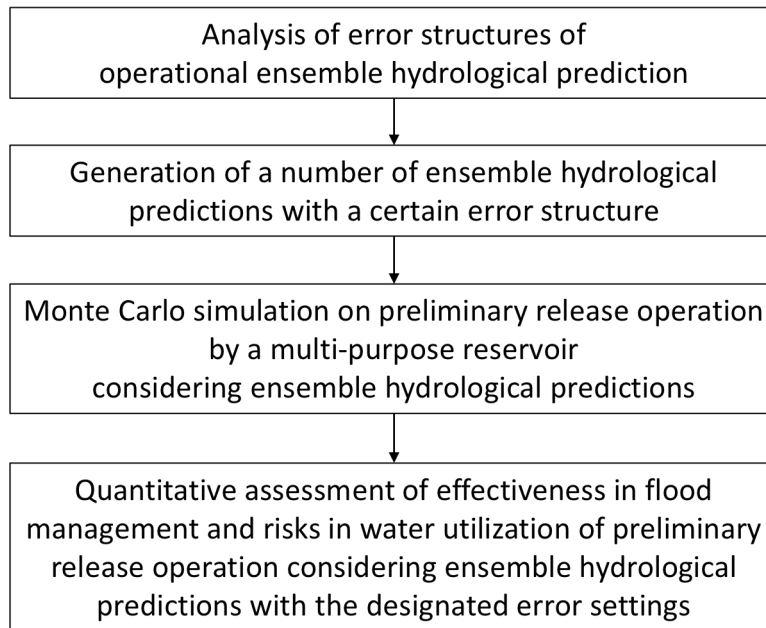 Analysis of error structures of
operational ensemble hydrological prediction
Generation of a number of ensemble hydrological
predictions with a certain error structure
Monte Carlo simulation on preliminary release operation
by a multi-purpose reservoir
considering ensemble hydrological predictions
Quantitative assessment of effectiveness in flood
management and risks in water utilization of preliminary
release operation considering ensemble hydrological
predictions with the designated error settings